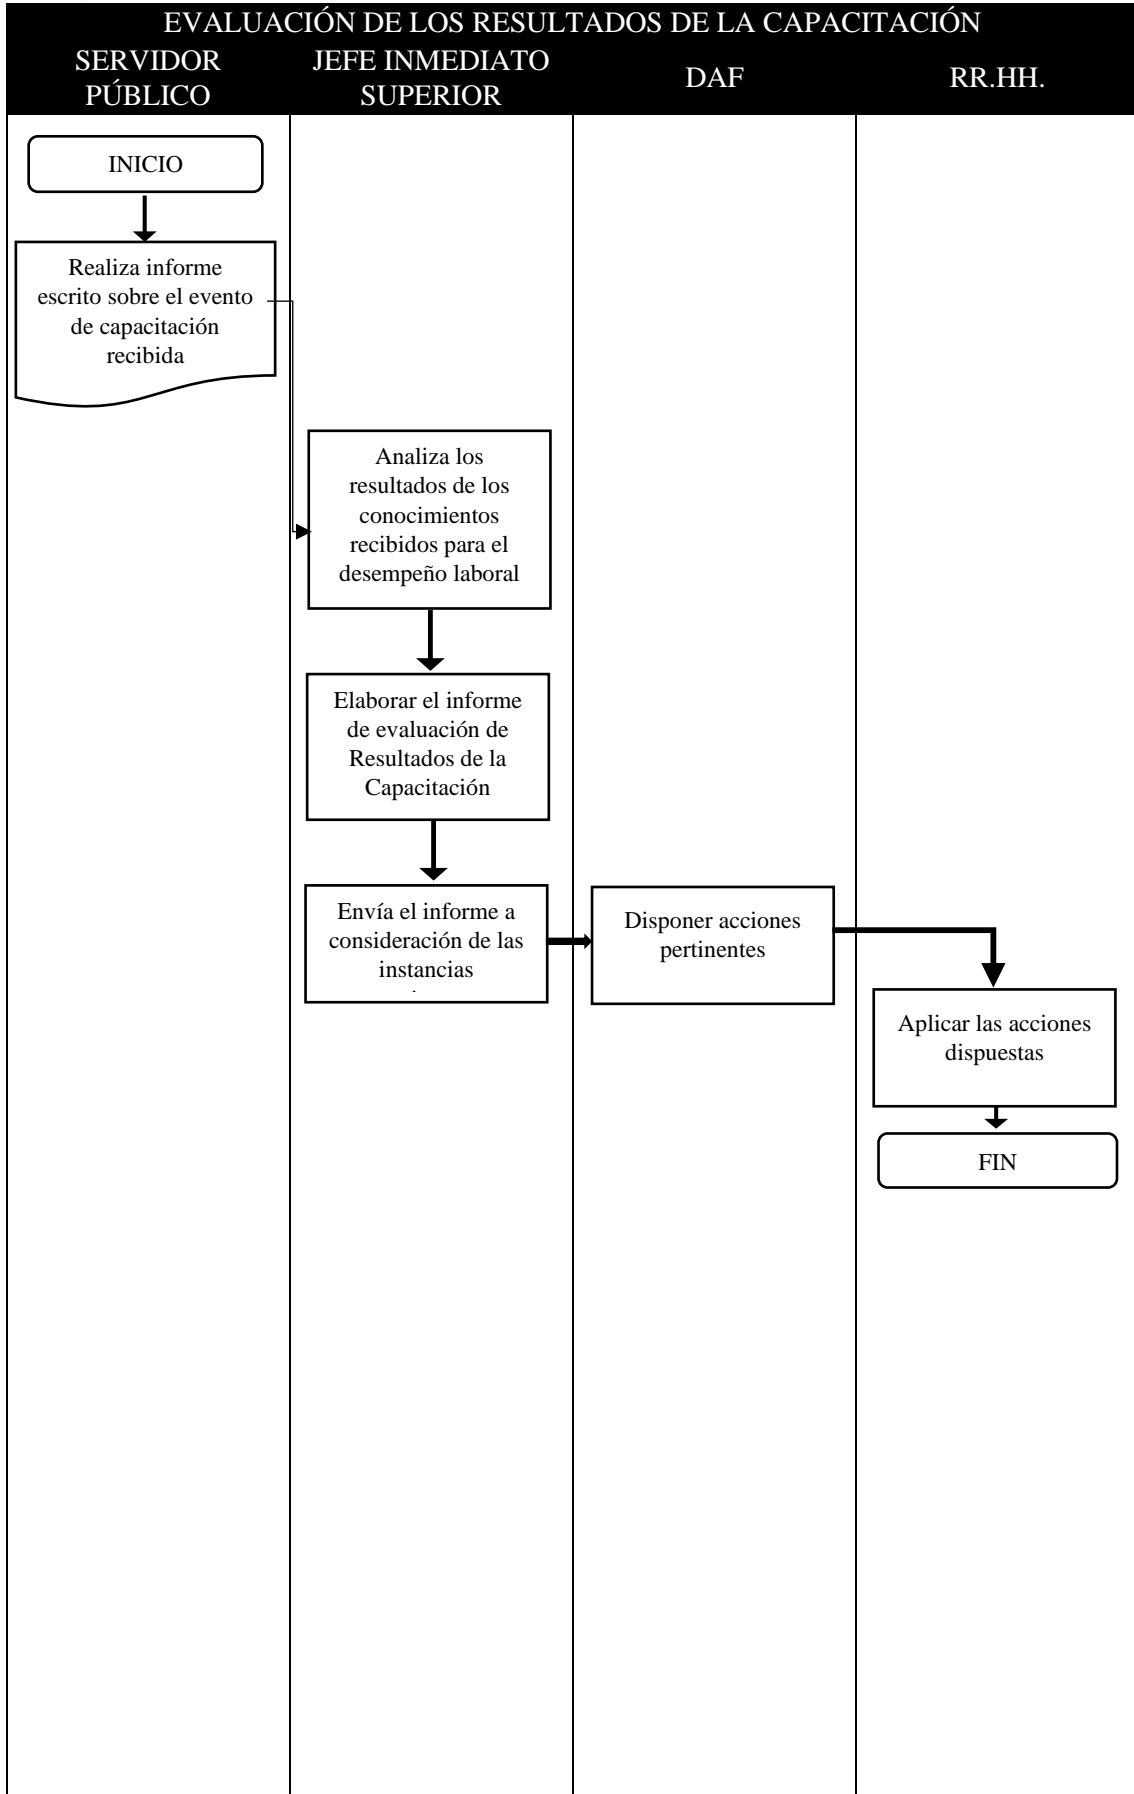 EVALUACIÓN DE LOS RESULTADOS DE LA CAPACITACIÓN
SERVIDOR
PÚBLICO
JEFE INMEDIATO
SUPERIOR
DAF
RR.HH.
INICIO
Realiza informe
escrito sobre el evento
de capacitación
recibida
Analiza los
resultados de los
conocimientos
recibidos para el
desempeño laboral
Elaborar el informe
de evaluación de
Resultados de la
Capacitación
Envía el informe a
consideración de las
instancias
Disponer acciones
pertinentes
Aplicar las acciones
dispuestas
FIN